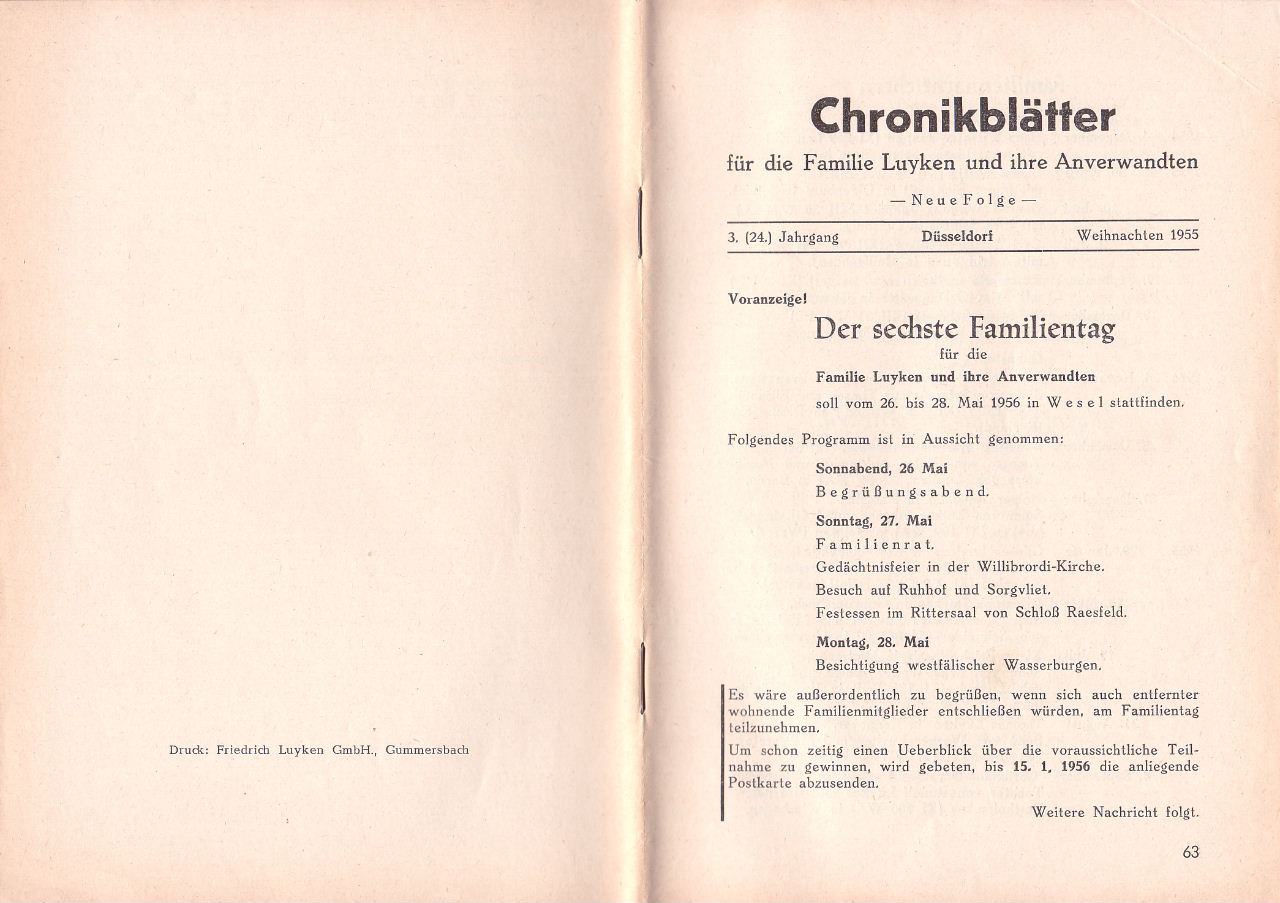 Druck: Friedrich Luyken GmbH., Gummersbach
Chronikblätter
für die Familie Luyken und ihre Anverwandten
— Neue Folge —
3. (24.) Jahrgang Düsseldorf Weihnachten 1955
Voranzeige!
Der sechste Familientag
für die
Familie Luyken und ihre Anverwandten
soll vom 26. bis 28. Mai 1956 in Wesel stattfinden.
Folgendes Programm ist in Aussicht genommen:
Sonnabend, 26 Mai
Begrüßungsabend.
Sonntag, 27. Mai
Familienrat.
Gedächtnisfeier in der Willibrordi-Kirche.
Besuch auf Ruhhof und Sorgvliet.
Festessen im Rittersaal von Schloß Raesfeld.
Montag, 28. Mai
Besichtigung westfälischer Wasserburgen.
Es wäre außerordentlich zu begrüßen, wenn sich auch entfernter
wohnende Familienmitglieder entschließen würden, am Familientag
teilzunehmen.
Um schon zeitig einen Ueberblick über die voraussichtliche Teil-
nahme zu gewinnen, wird gebeten, bis 15. 1. 1956 die anliegende
Postkarte abzusenden.
Weitere Nachricht folgt.
63